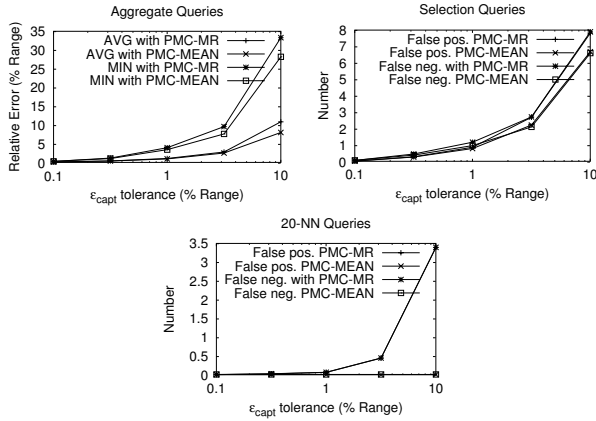 Aggregate Queries
Relative Error (% Range)
35
30
25
20
15
10
5
0
AVG with PMC-MR
AVG with PMC-MEAN
MIN with PMC-MR
MIN with PMC-MEAN
0.1 1 10
εcapt tolerance (% Range)
Selection Queries
Number
8
7
6
5
4
3
2
1
0
False pos. PMC-MR
False pos. PMC-MEAN
False neg. with PMC-MR
False neg. PMC-MEAN
0.1 1 10
εcapt tolerance (% Range)
20-NN Queries
Number
3.5
3
2.5
2
1.5
1
0.5
0
False pos. PMC-MR
False pos. PMC-MEAN
False neg. with PMC-MR
False neg. PMC-MEAN
0.1 1 10
εcapt tolerance (% Range)